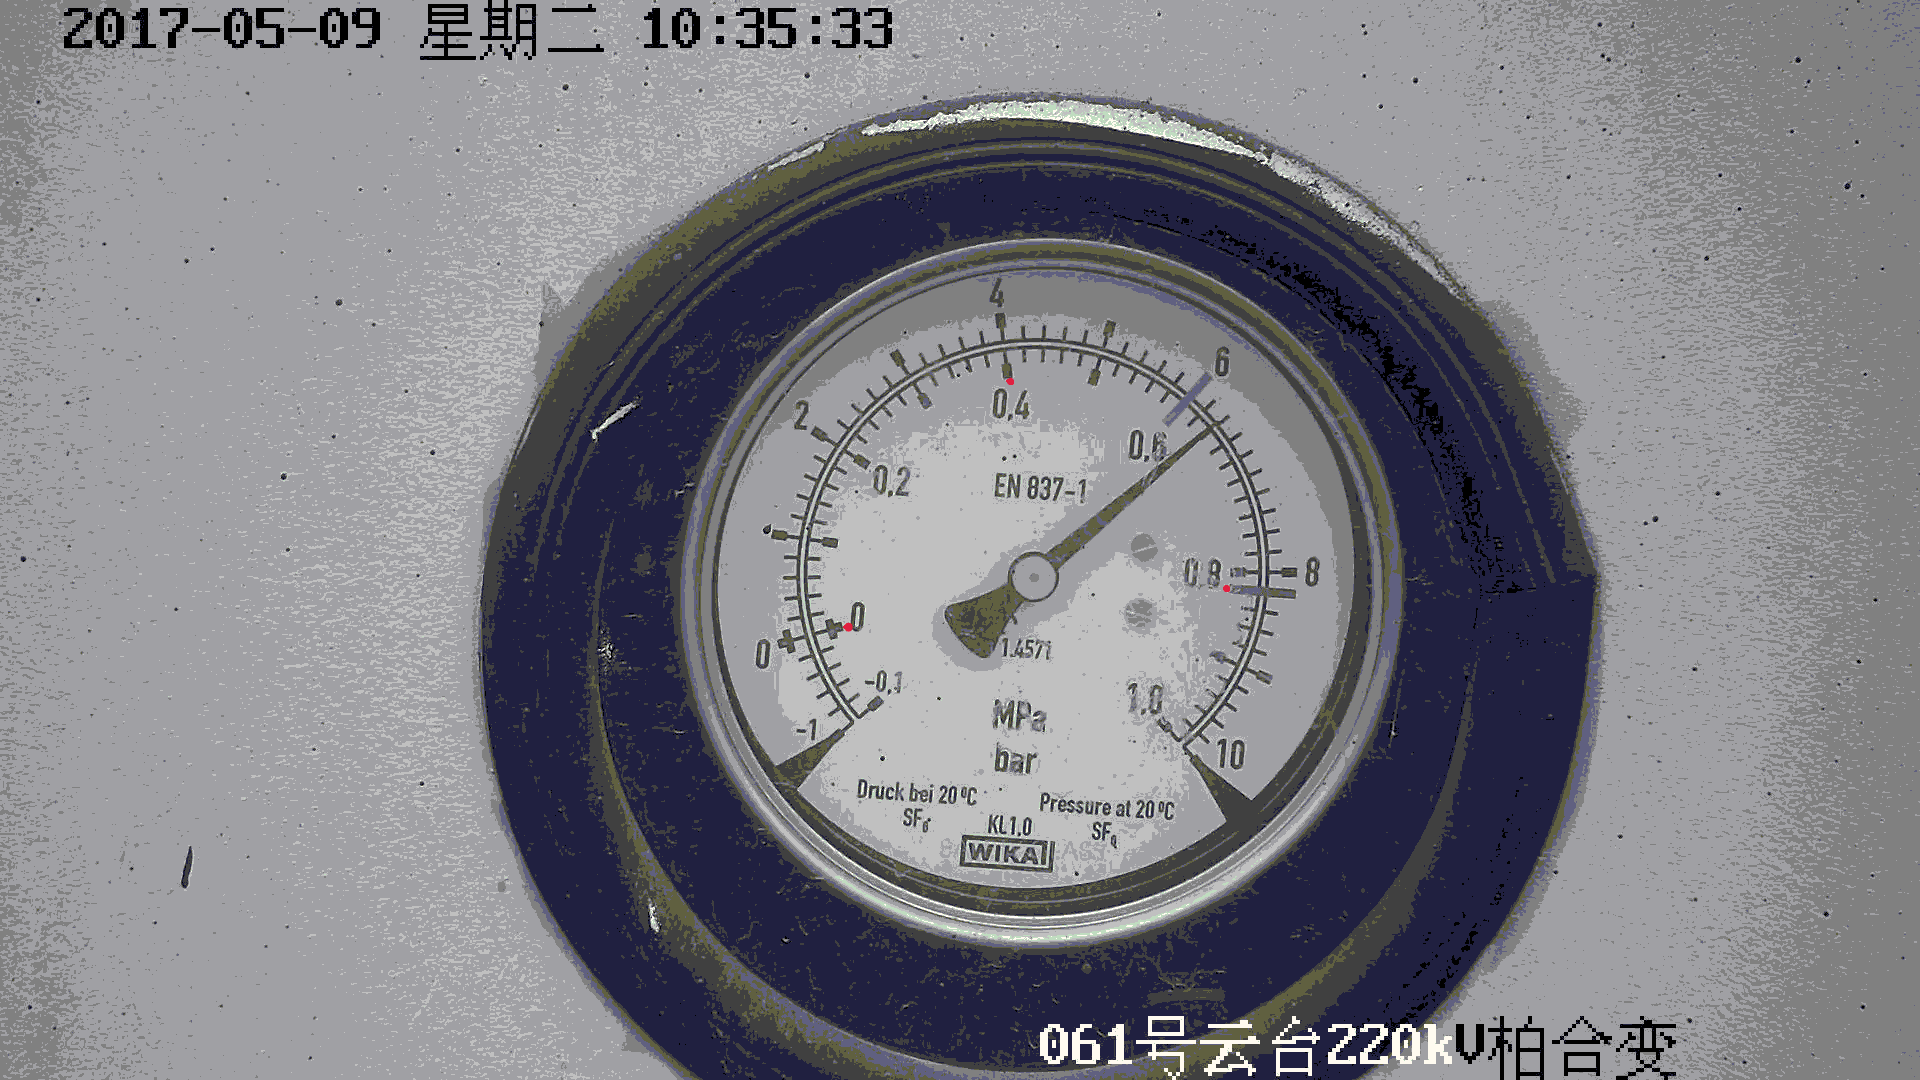 2017-05-09 星期二 10:35:33
4
6
2
0,4
0,6
0,2
EN 837-1
0,8
8
0
0
1.4571
-0,1
1,0
-1
MPa
10
bar
Druck bei 20 ºC
Pressure at 20 ºC
SF6
KL1.0
SF6
WIKA
061号云台220kV柏合变